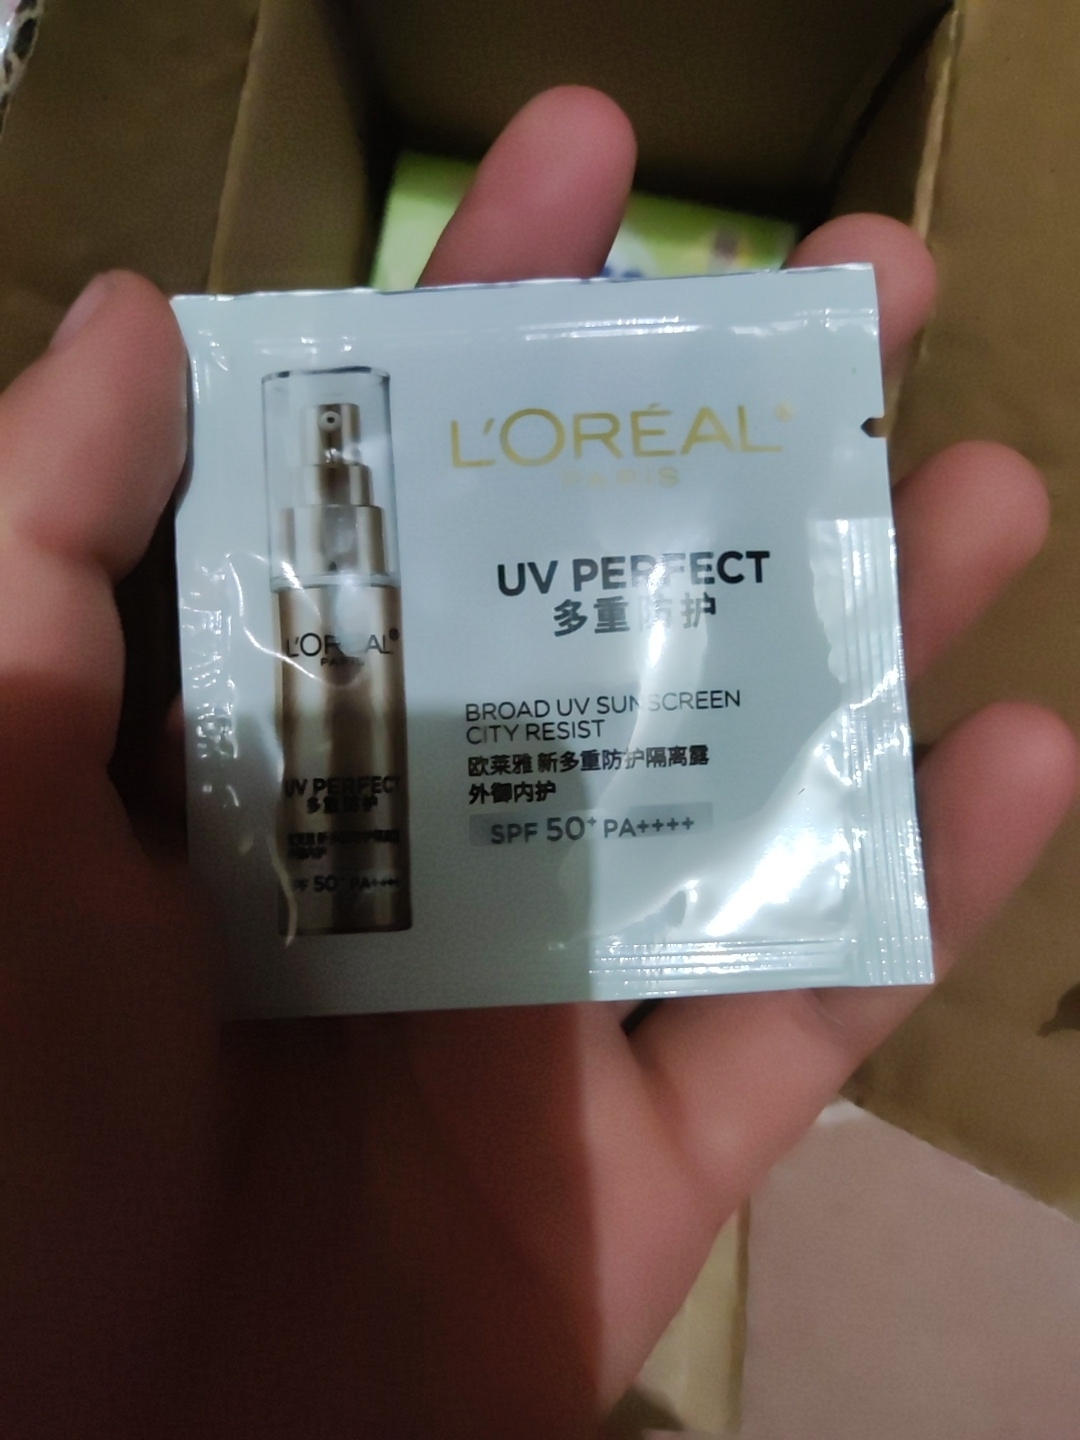 L'ORÉAL®
PARIS
UV PERFECT
多重防护
BROAD UV SUNSCREEN
CITY RESIST
欧莱雅 新多重防护隔离露
外御内护
SPF 50+ PA++++
L'ORÉAL®
PARIS
UV PERFECT
多重防护
SPF 50+ PA++++